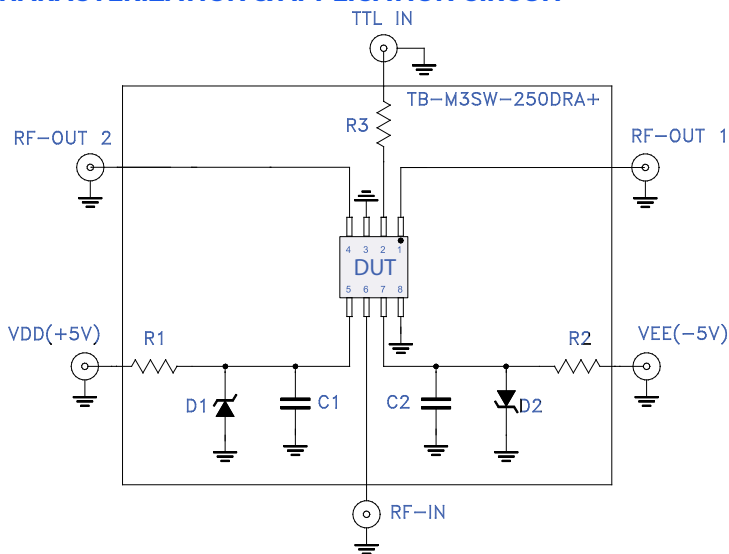 TTL IN
TB-M3SW-250DRA+
R3
RF-OUT 2
RF-OUT 1
4 3 2 1
DUT
5 6 7 8
VDD(+5V)
R1
R2
VEE(-5V)
D1
C1
C2
D2
RF-IN